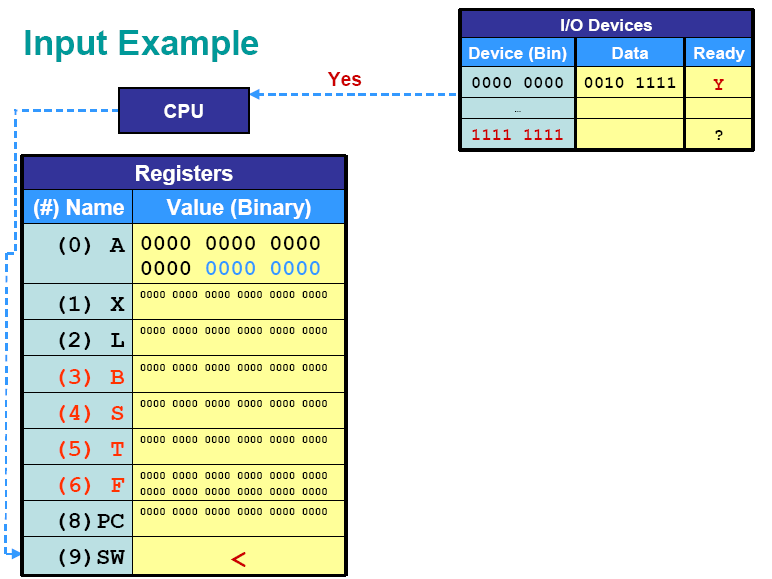 Input Example
I/O Devices
Device (Bin) Data Ready
0000 0000 0010 1111 Y
…
1111 1111 ?
Yes
CPU
Registers
(#) Name Value (Binary)
(0) A 0000 0000 0000
0000 0000 0000
(1) X 0000 0000 0000 0000 0000 0000
(2) L 0000 0000 0000 0000 0000 0000
(3) B 0000 0000 0000 0000 0000 0000
(4) S 0000 0000 0000 0000 0000 0000
(5) T 0000 0000 0000 0000 0000 0000
(6) F 0000 0000 0000 0000 0000 0000
0000 0000 0000 0000 0000 0000
(8)PC 0000 0000 0000 0000 0000 0000
(9)SW <